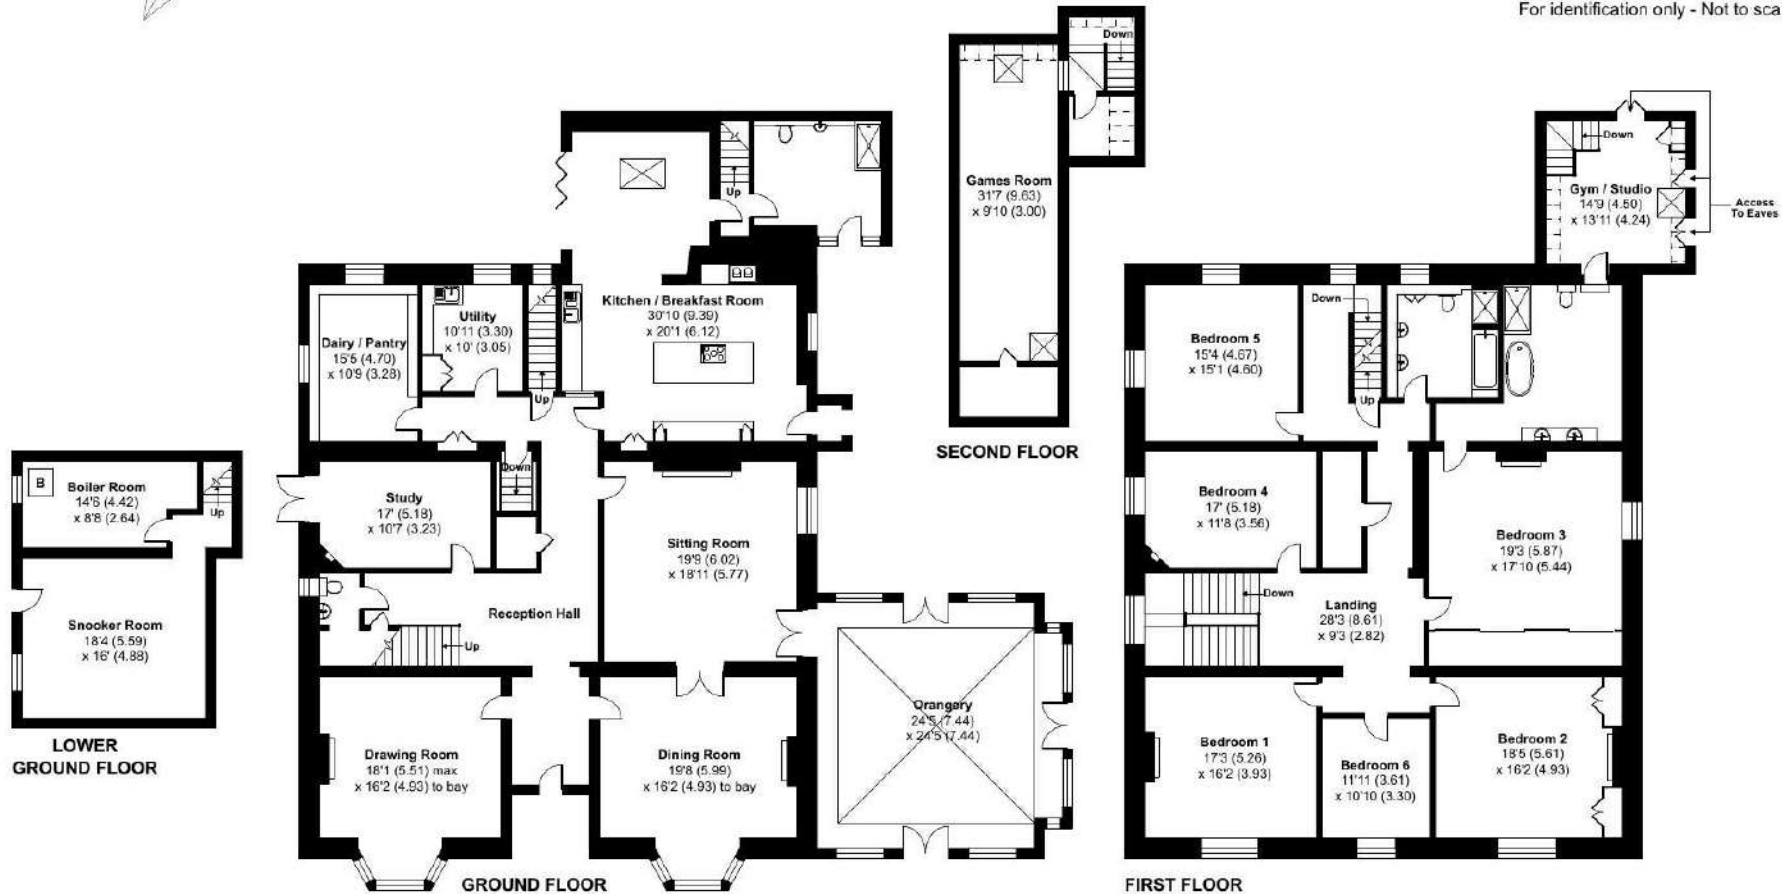 For identification only - Not to sca
Down
Games Room
31'7 (9.63)
x 9'10 (3.00)
SECOND FLOOR
Down
Gym / Studio
14'9 (4.50)
x 13'11 (4.24)
Access
To Eaves
Up
Kitchen / Breakfast Room
30'10 (9.39)
x 20'1 (6.12)
Utility
10'11 (3.30)
x 10' (3.05)
Dairy / Pantry
15'5 (4.70)
x 10'9 (3.28)
Up
Down
Study
17' (5.18)
x 10'7 (3.23)
Sitting Room
19'9 (6.02)
x 18'11 (5.77)
Reception Hall
Up
Drawing Room
18'1 (5.51) max
x 16'2 (4.93) to bay
Dining Room
19'8 (5.99)
x 16'2 (4.93) to bay
Orangery
24'5 (7.44)
x 24'5 (7.44)
GROUND FLOOR
B
Boiler Room
14'6 (4.42)
x 8'8 (2.64)
Up
Snooker Room
18'4 (5.59)
x 16' (4.88)
LOWER
GROUND FLOOR
Down
Up
Bedroom 5
15'4 (4.67)
x 15'1 (4.60)
Bedroom 4
17' (5.18)
x 11'8 (3.56)
Bedroom 3
19'3 (5.87)
x 17'10 (5.44)
Down
Landing
28'3 (8.61)
x 9'3 (2.82)
Bedroom 1
17'3 (5.26)
x 16'2 (3.93)
Bedroom 6
11'11 (3.61)
x 10'10 (3.30)
Bedroom 2
18'5 (5.61)
x 16'2 (4.93)
FIRST FLOOR